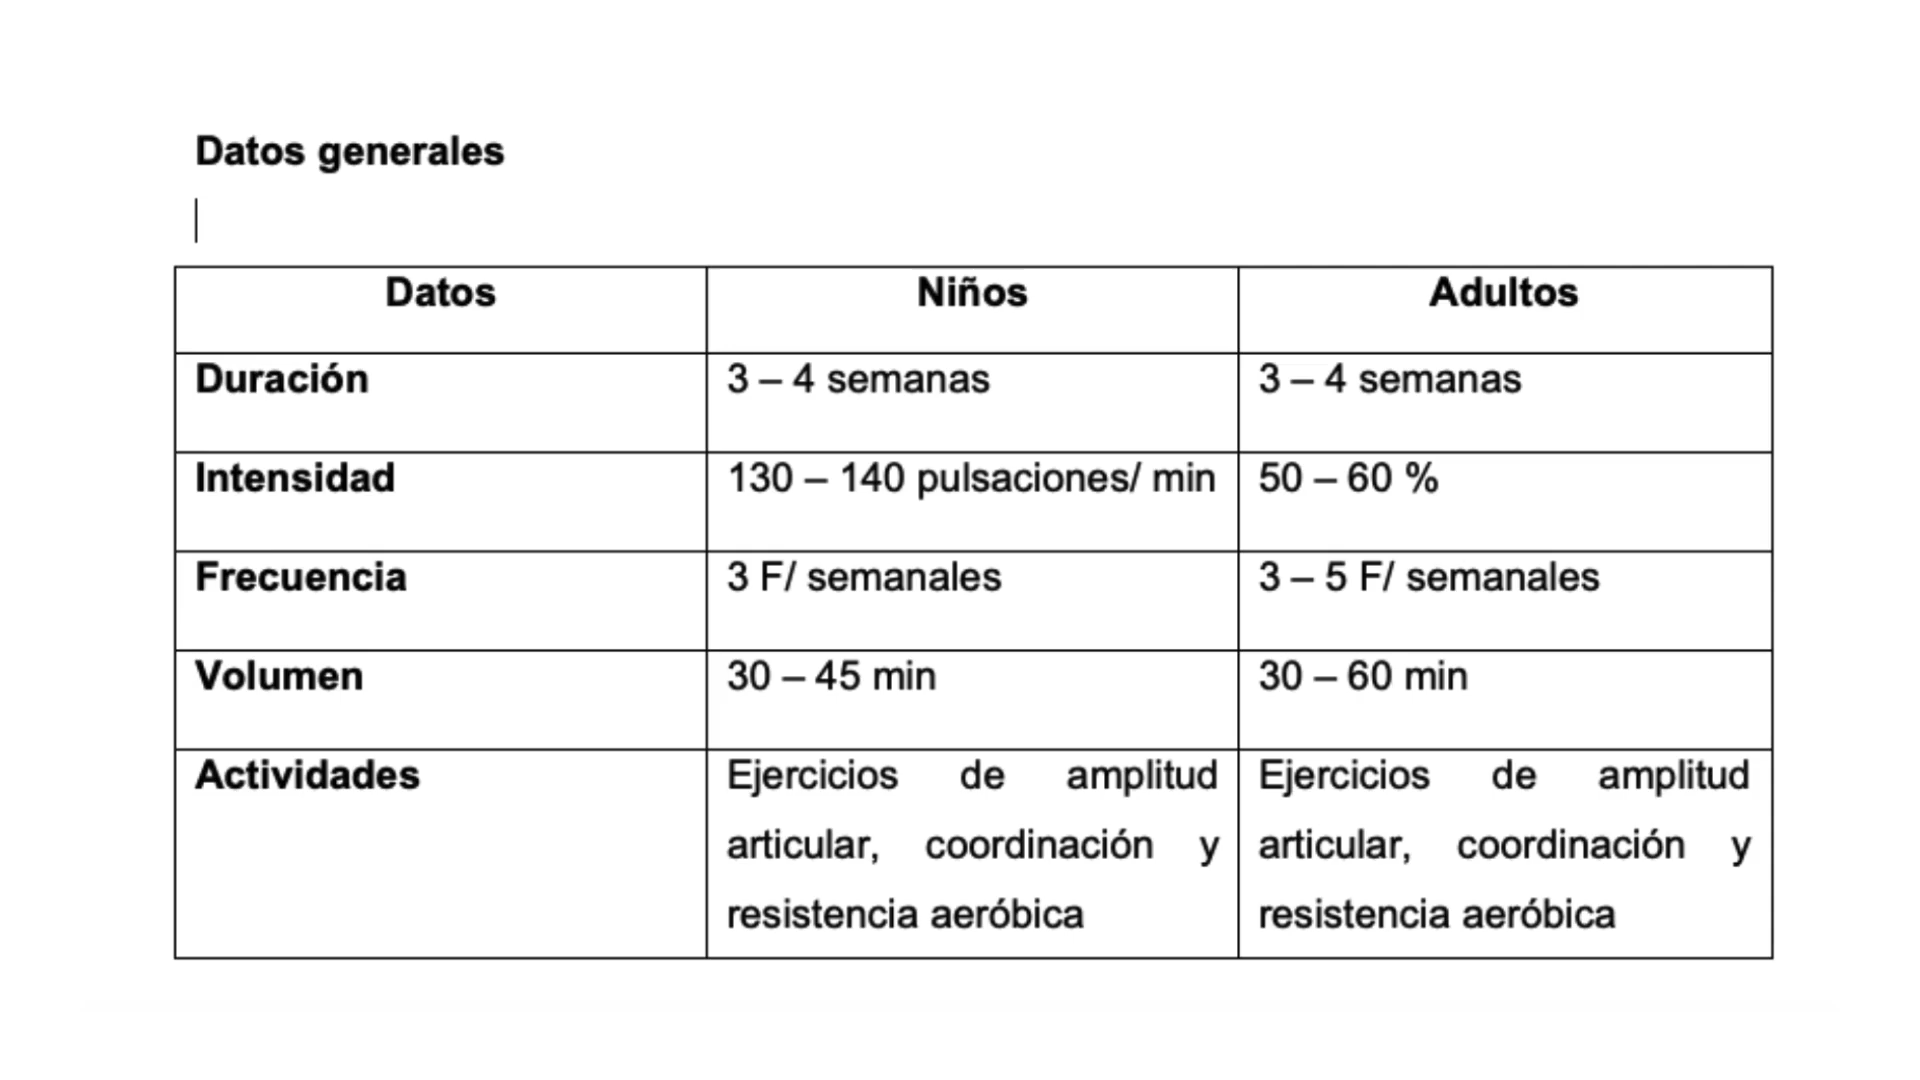 Datos generales
Datos Niños Adultos
Duración 3 – 4 semanas 3 – 4 semanas
Intensidad 130 – 140 pulsaciones/ min 50 – 60 %
Frecuencia 3 F/ semanales 3 – 5 F/ semanales
Volumen 30 – 45 min 30 – 60 min
Actividades Ejercicios de amplitud Ejercicios de amplitud
articular, coordinación y articular, coordinación y
resistencia aeróbica resistencia aeróbica